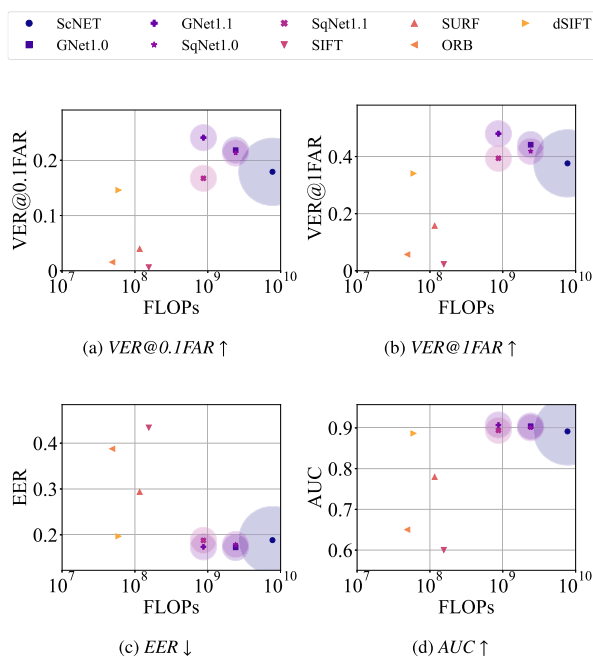 ScNET GNet1.1 SqNet1.1 SURF dSIFT
GNet1.0 SqNet1.0 SIFT ORB
VER@0.1FAR
0.2
0.1
0
10^7 10^8 10^9 10^10
FLOPs
(a) VER@0.1FAR ↑
VER@1FAR
0.4
0.2
0
10^7 10^8 10^9 10^10
FLOPs
(b) VER@1FAR ↑
EER
0.4
0.3
0.2
10^7 10^8 10^9 10^10
FLOPs
(c) EER ↓
AUC
0.9
0.8
0.7
0.6
10^7 10^8 10^9 10^10
FLOPs
(d) AUC ↑